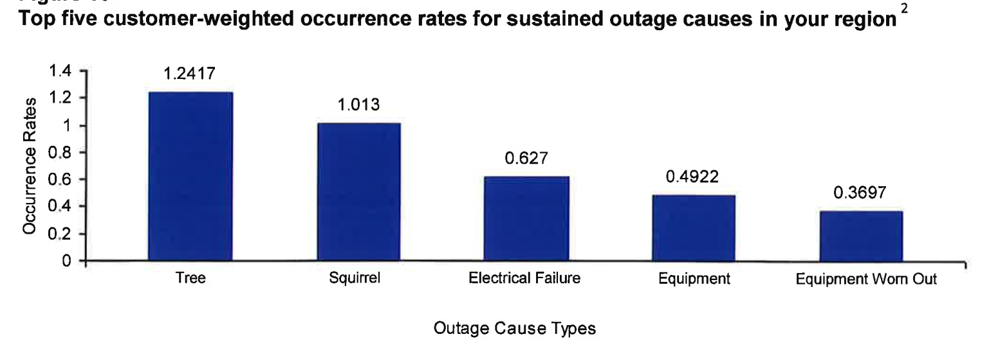 Top five customer-weighted occurrence rates for sustained outage causes in your region 2
1.4
1.2
1
0.8
0.6
0.4
0.2
0
Occurrence Rates
1.2417
1.013
0.627
0.4922
0.3697
Tree
Squirrel
Electrical Failure
Equipment
Equipment Worn Out
Outage Cause Types